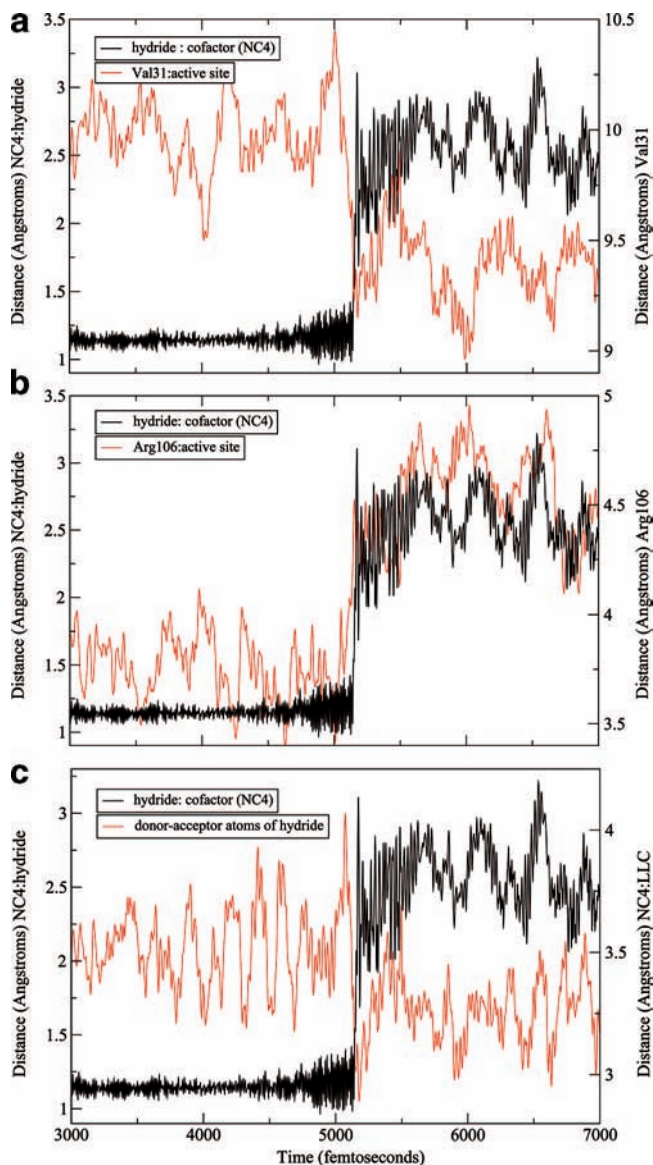 a
hydride : cofactor (NC4)
Val31:active site
Distance (Angstroms) NC4:hydride
3.5
3
2.5
2
1.5
1
10.5
10
9.5
9
Distance (Angstroms) Val31
b
hydride: cofactor (NC4)
Arg106:active site
Distance (Angstroms) NC4:hydride
3.5
3
2.5
2
1.5
1
5
4.5
4
3.5
Distance (Angstroms) Arg106
c
hydride: cofactor (NC4)
donor-acceptor atoms of hydride
Distance (Angstroms) NC4:hydride
3
2.5
2
1.5
1
4
3.5
3
Distance (Angstroms) NC4:LLC
3000 4000 5000 6000 7000
Time (femtoseconds)